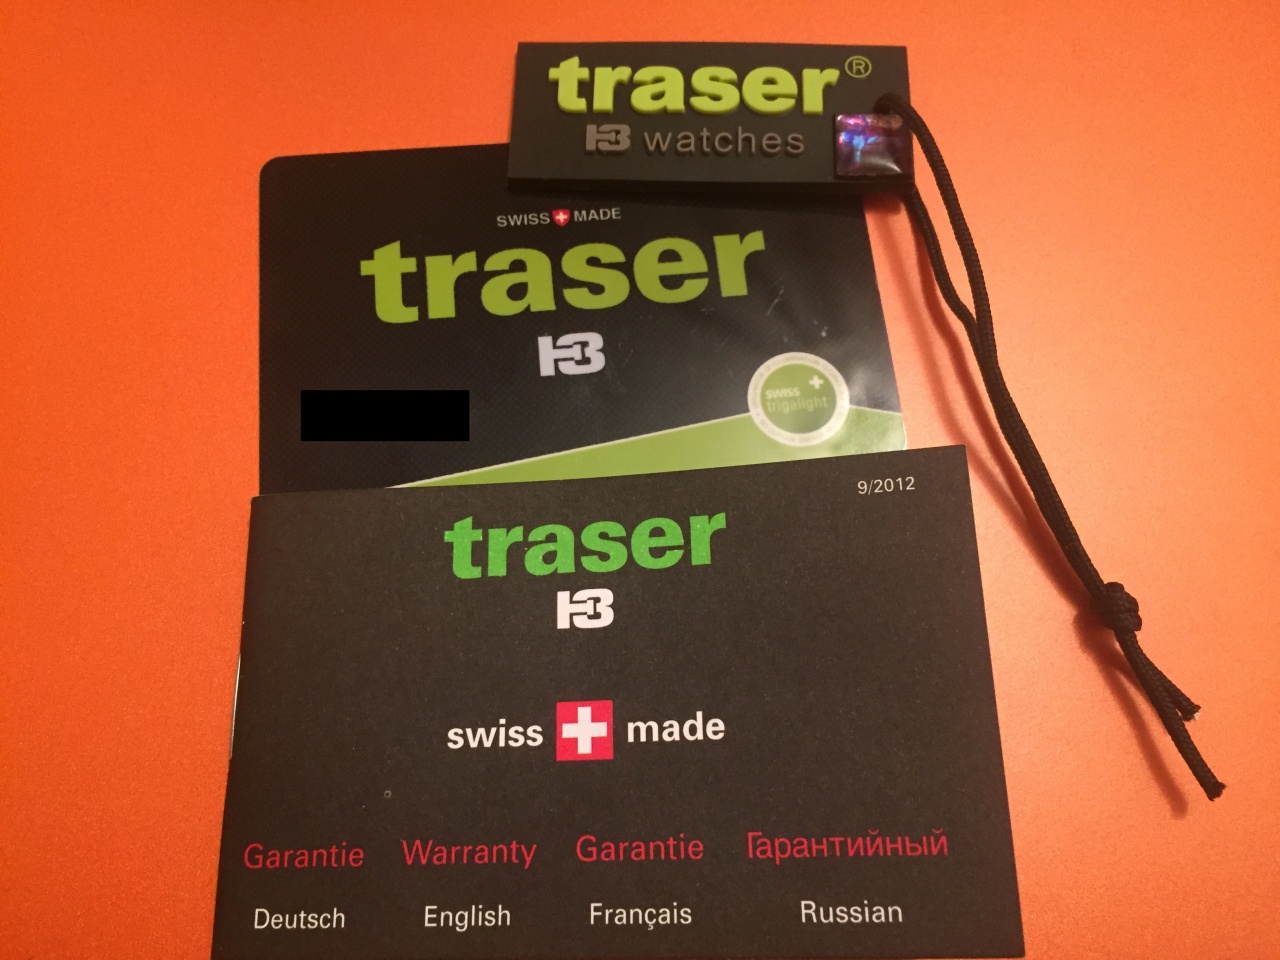 traser®
H3 watches
SWISS MADE
traser
H3
swiss
trigalight
9/2012
traser
H3
swiss made
Garantie Warranty Garantie Гарантийный
Deutsch English Français Russian